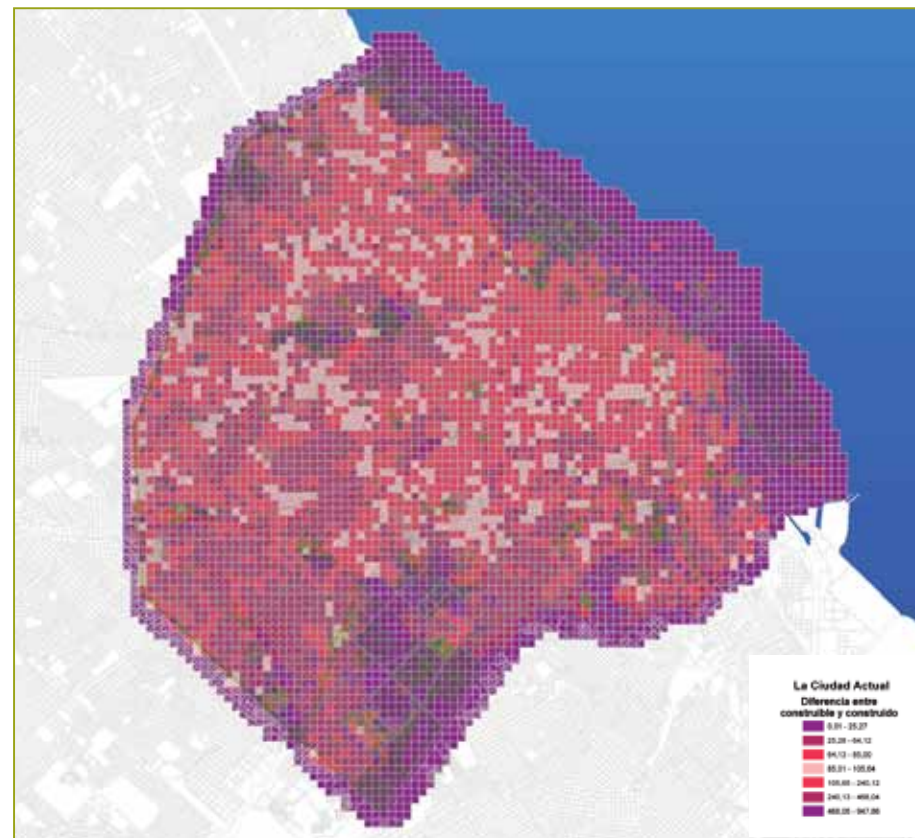 La Ciudad Actual
Diferencia entre
construible y construido
0,01 - 25,27
25,28 - 64,12
64,13 - 85,00
85,01 - 105,64
105,65 - 240,12
240,13 - 468,04
468,05 - 947,86